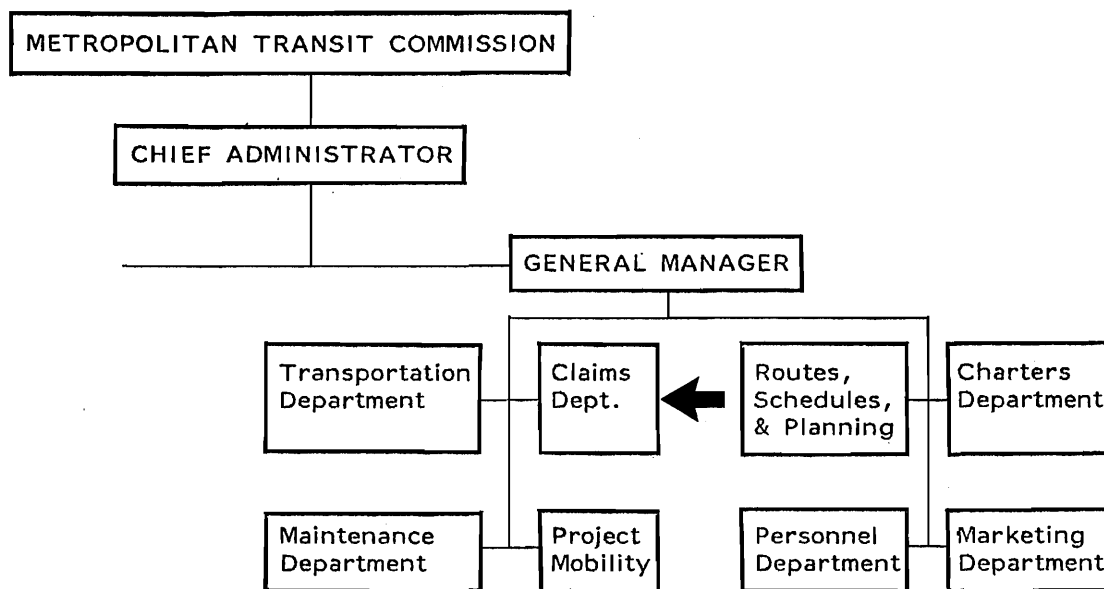 METROPOLITAN TRANSIT COMMISSION
CHIEF ADMINISTRATOR
GENERAL MANAGER
Transportation
Department
Claims
Dept.
Routes,
Schedules,
& Planning
Charters
Department
Maintenance
Department
Project
Mobility
Personnel
Department
Marketing
Department